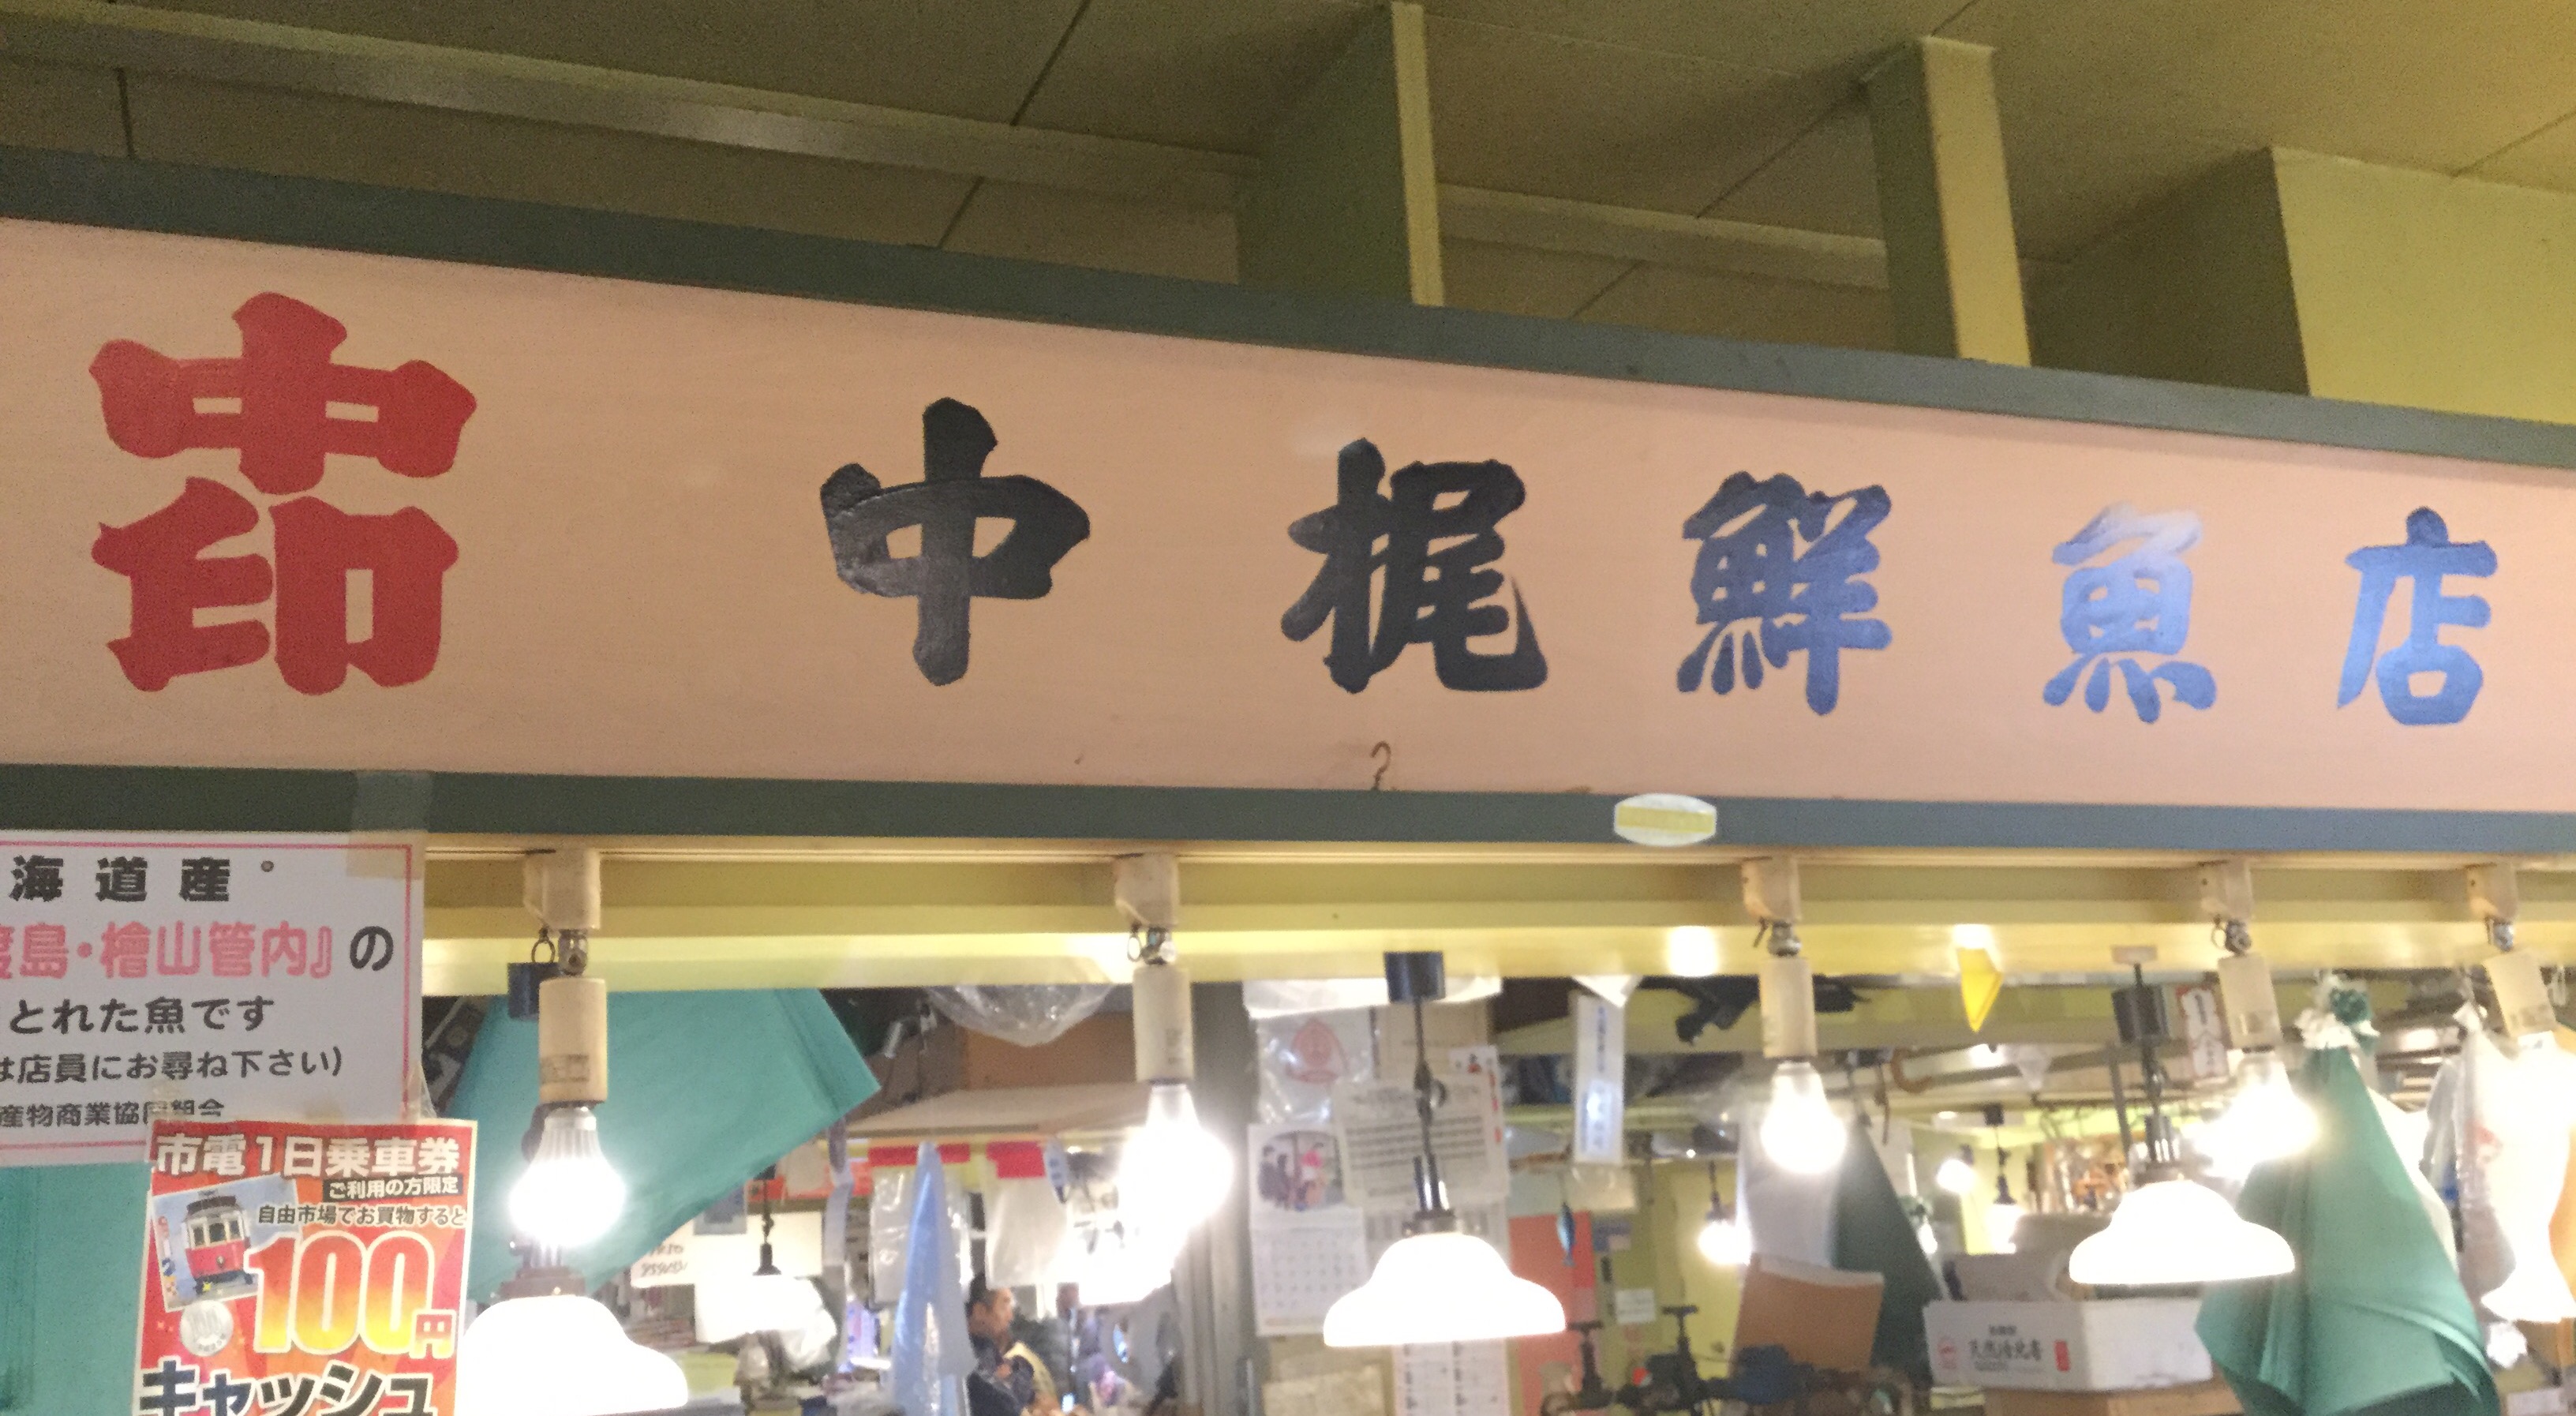 中印 中梶鮮魚店
海道産
渡島・檜山管内』の
とれた魚です
は店員にお尋ね下さい)
産物商業協同組合
市電1日乗車券
ご利用の方限定
自由市場でお買物すると
100円
キャッシュ